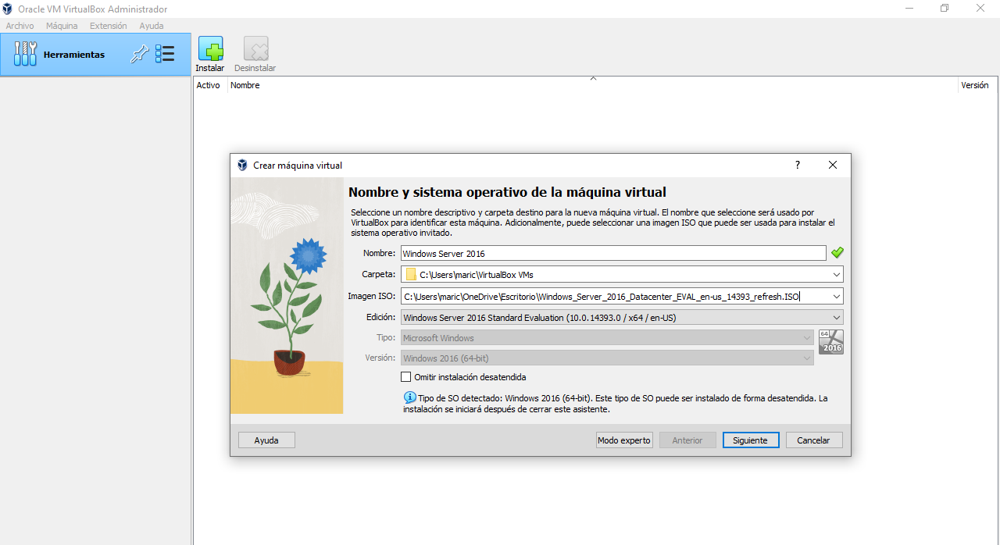 Oracle VM VirtualBox Administrador
Archivo Máquina Extensión Ayuda
Herramientas
Instalar Desinstalar
Activo Nombre Versión
Crear máquina virtual ?
Nombre y sistema operativo de la máquina virtual
Seleccione un nombre descriptivo y carpeta destino para la nueva máquina virtual. El nombre que seleccione será usado por
VirtualBox para identificar esta máquina. Adicionalmente, puede seleccionar una imagen ISO que puede ser usada para instalar el
sistema operativo invitado.
Nombre: Windows Server 2016
Carpeta: C:\Users\maric\VirtualBox VMs
Imagen ISO: C:\Users\maric\OneDrive\Escritorio\Windows_Server_2016_Datacenter_EVAL_en-us_14393_refresh.ISO
Edición: Windows Server 2016 Standard Evaluation (10.0.14393.0 / x64 / en-US)
Tipo: Microsoft Windows
64
2016
Versión: Windows 2016 (64-bit)
Omitir instalación desatendida
Tipo de SO detectado: Windows 2016 (64-bit). Este tipo de SO puede ser instalado de forma desatendida. La
instalación se iniciará después de cerrar este asistente.
Ayuda Modo experto Anterior Siguiente Cancelar